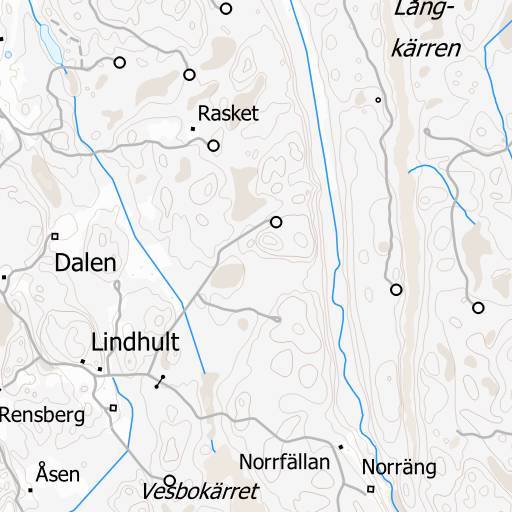 Lång-
kärren
Rasket
Dalen
Lindhult
Rensberg
Åsen
Norrfällan
Norräng
Vesbokärret